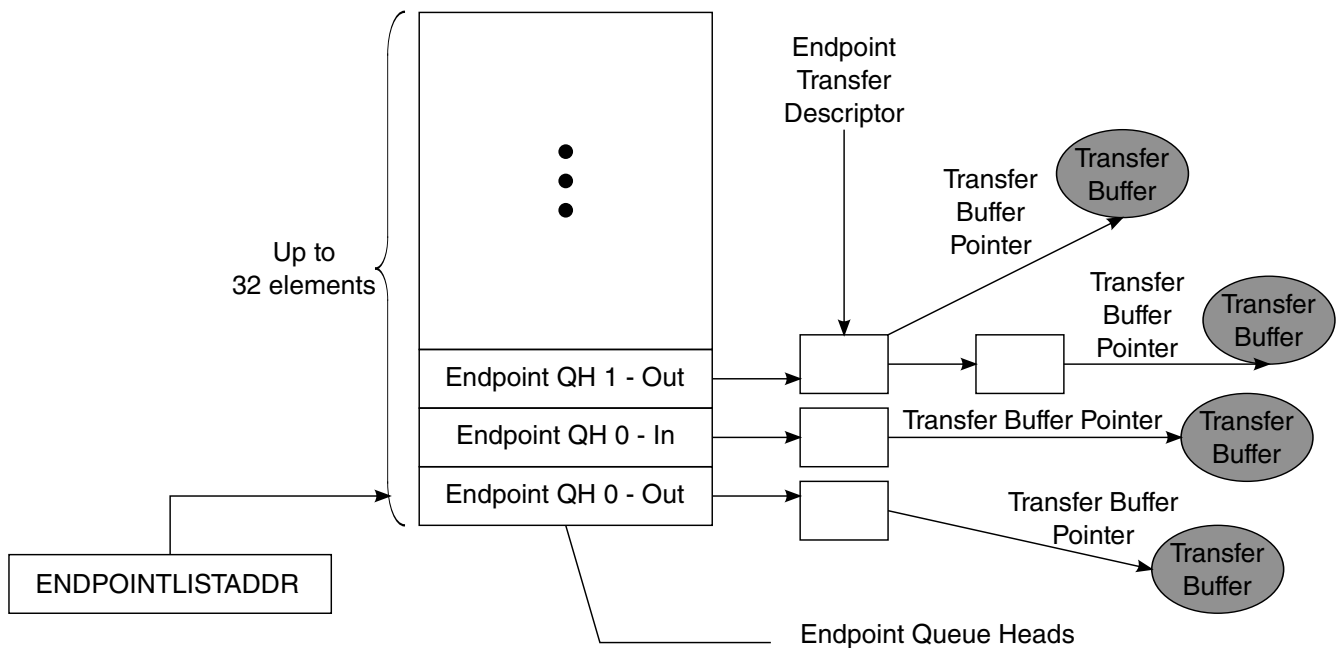 Endpoint
Transfer
Descriptor
Transfer
Buffer
Transfer
Buffer
Pointer
Up to
32 elements
Transfer
Buffer
Pointer
Transfer
Buffer
Endpoint QH 1 - Out
Endpoint QH 0 - In
Transfer Buffer Pointer
Transfer
Buffer
Endpoint QH 0 - Out
Transfer Buffer
Pointer
Transfer
Buffer
ENDPOINTLISTADDR
Endpoint Queue Heads